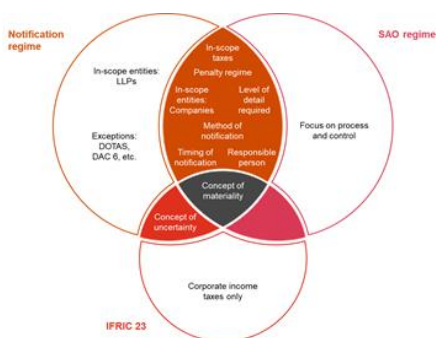 Notification
regime
SAO regime
In-scope
taxes
Penalty regime
In-scope entities:
LLPs
In-scope
entities:
Companies
Level of
detail
required
Exceptions:
DOTAS,
DAC 6, etc.
Method of
notification
Focus on process
and control
Timing of
notification
Responsible
person
Concept of
materiality
Concept of
uncertainty
Corporate income
taxes only
IFRIC 23